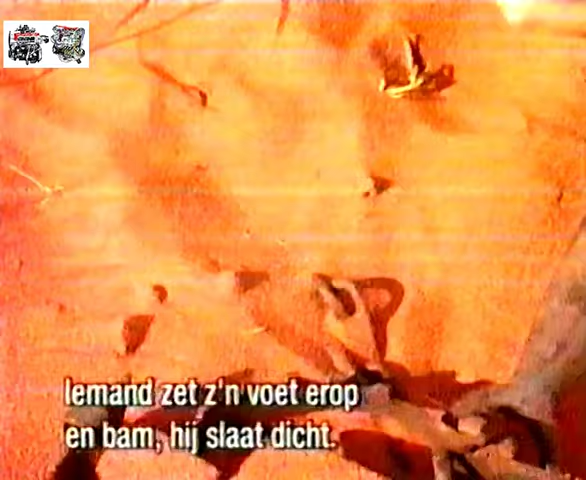 Iemand zet z'n voet erop
en bam, hij slaat dicht.